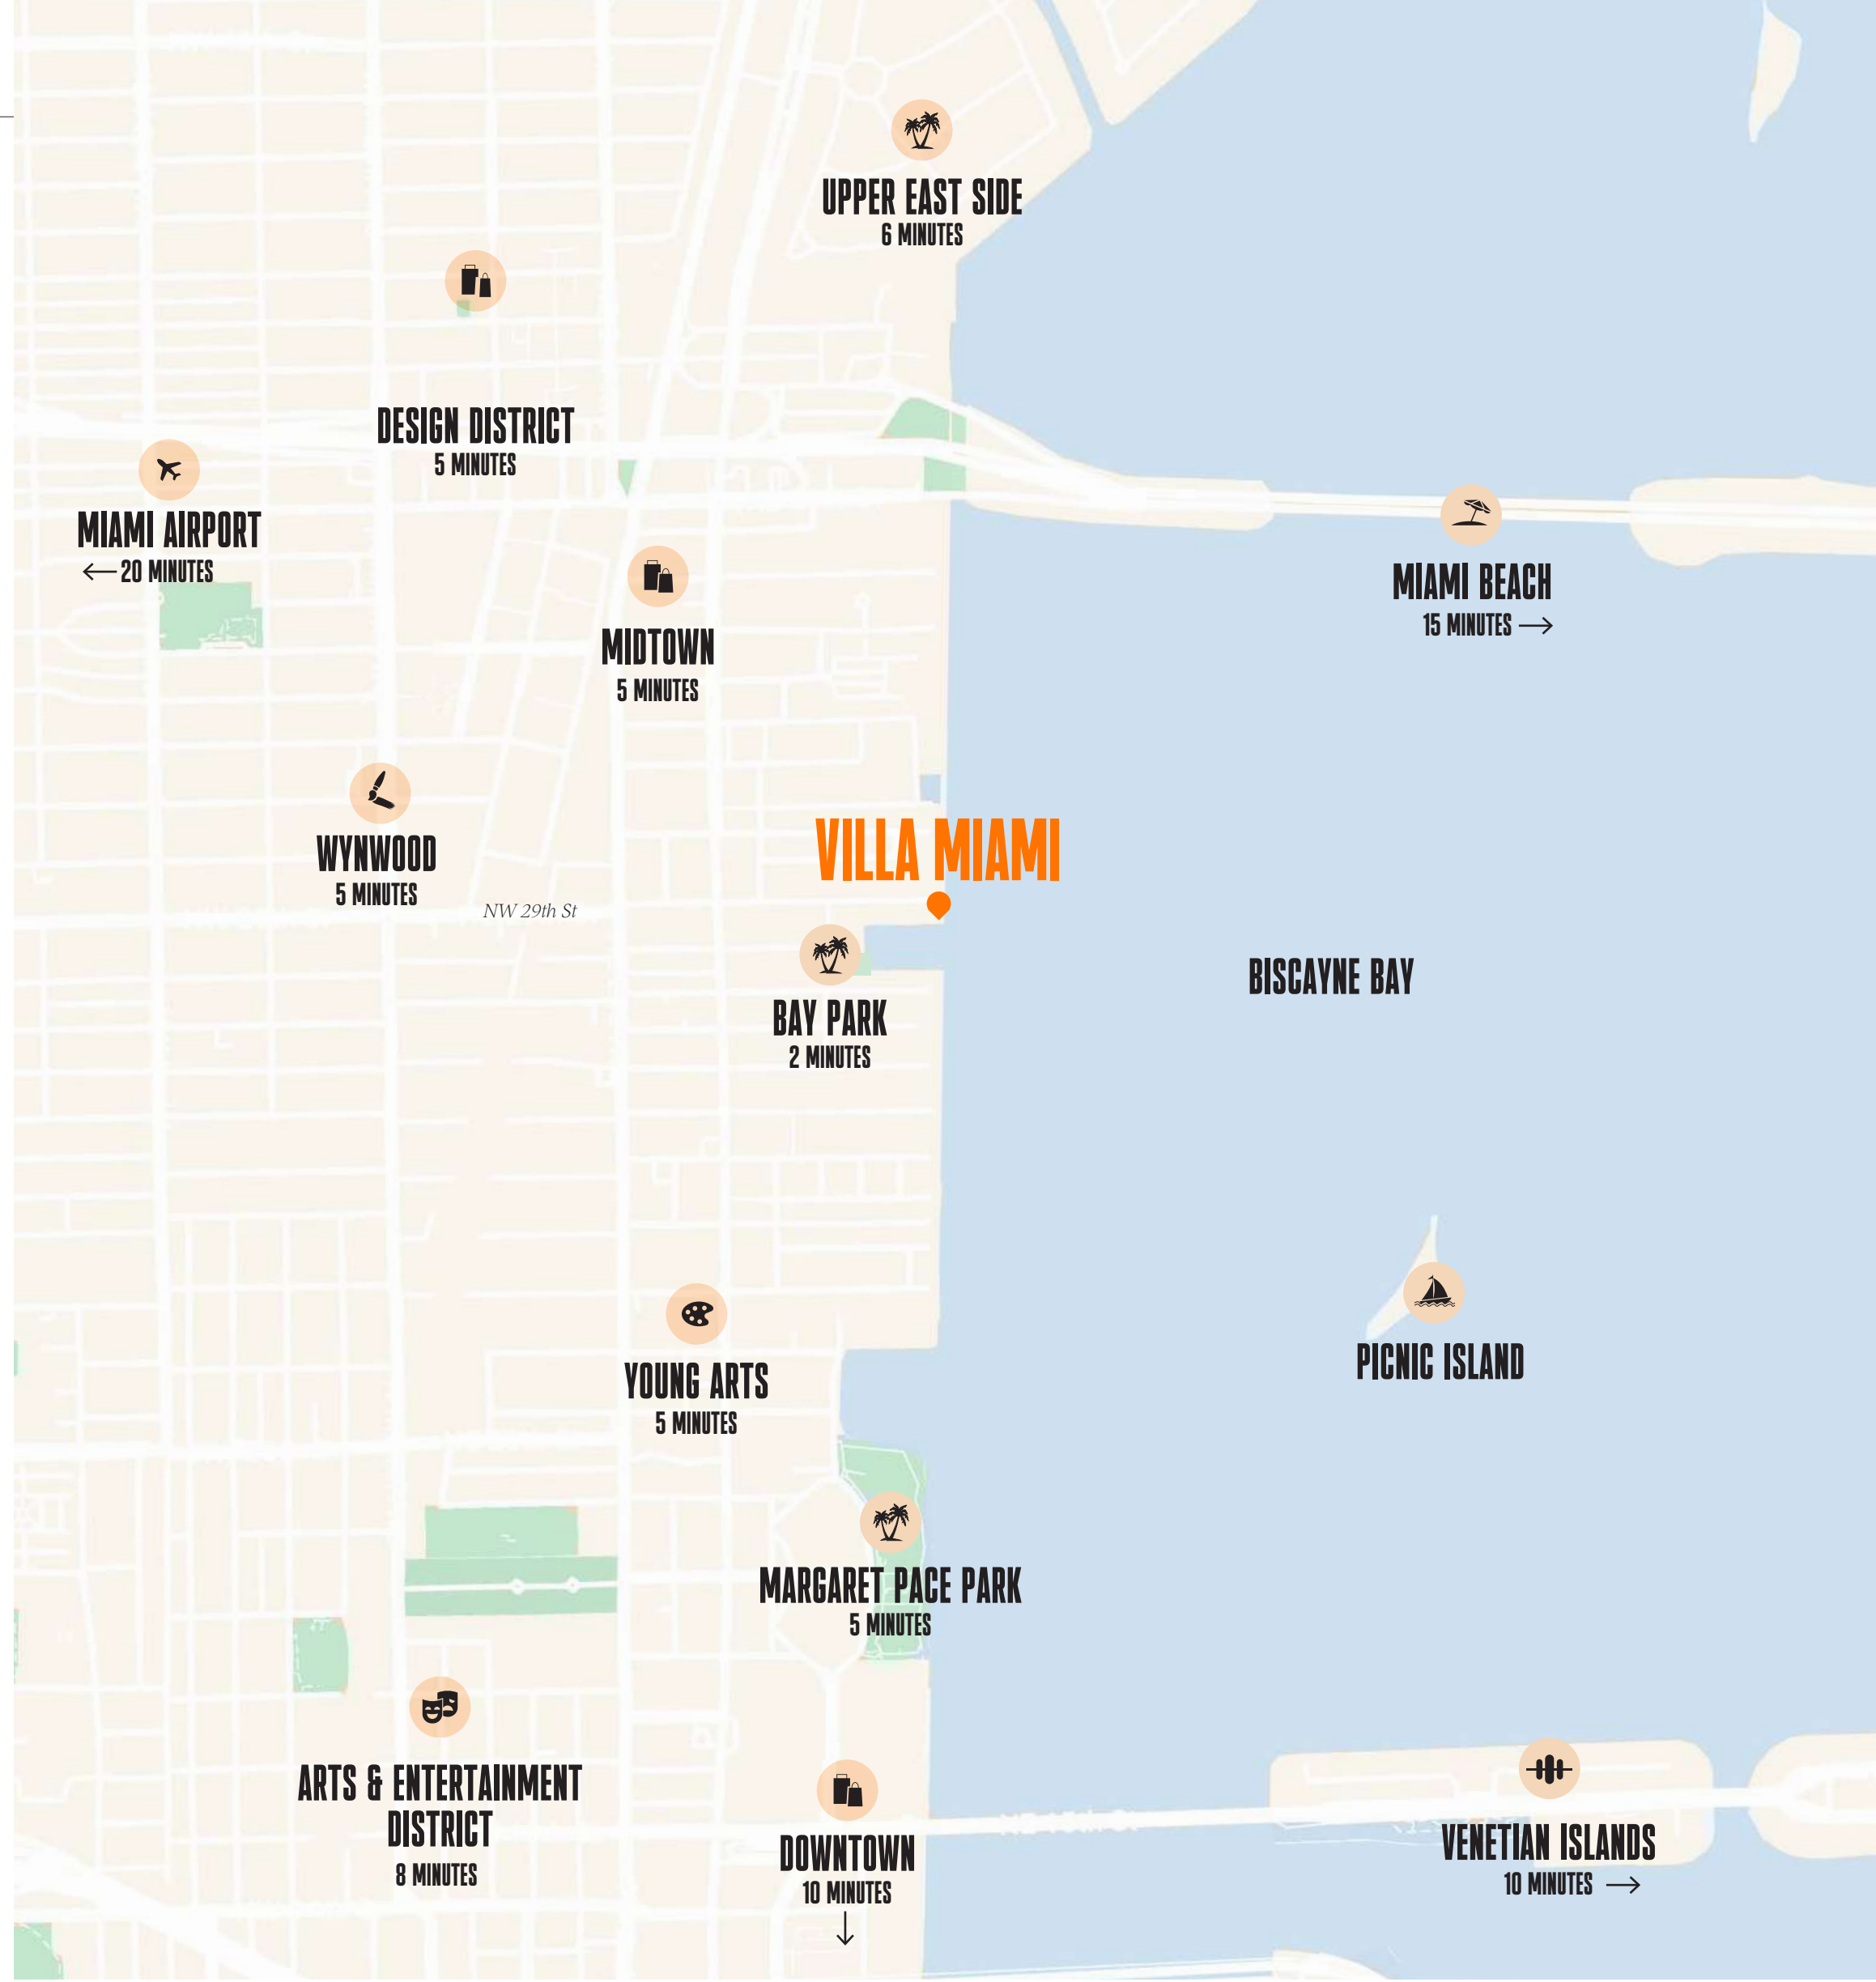 UPPER EAST SIDE
6 MINUTES
DESIGN DISTRICT
5 MINUTES
MIAMI AIRPORT
← 20 MINUTES
MIAMI BEACH
15 MINUTES →
MIDTOWN
5 MINUTES
VILLA MIAMI
WYNWOOD
5 MINUTES
NW 29th St
BISCAYNE BAY
BAY PARK
2 MINUTES
YOUNG ARTS
5 MINUTES
PICNIC ISLAND
MARGARET PACE PARK
5 MINUTES
ARTS & ENTERTAINMENT
DISTRICT
8 MINUTES
DOWNTOWN
10 MINUTES
↓
VENETIAN ISLANDS
10 MINUTES →